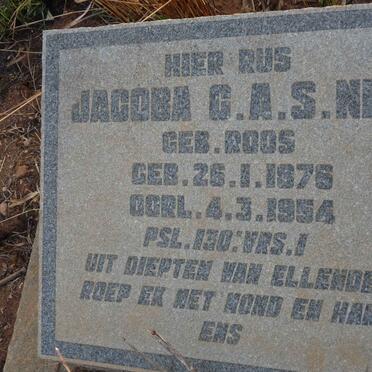 HIER RUS
JACOBA G.A.S.
GEB. ROOS
GEB. 26.1.1876
OORL. 4.3.1954
PSL. 130:VRS.1
UIT DIEPTEN VAN ELLENDE
ROEP EK MET MOND EN
ENS